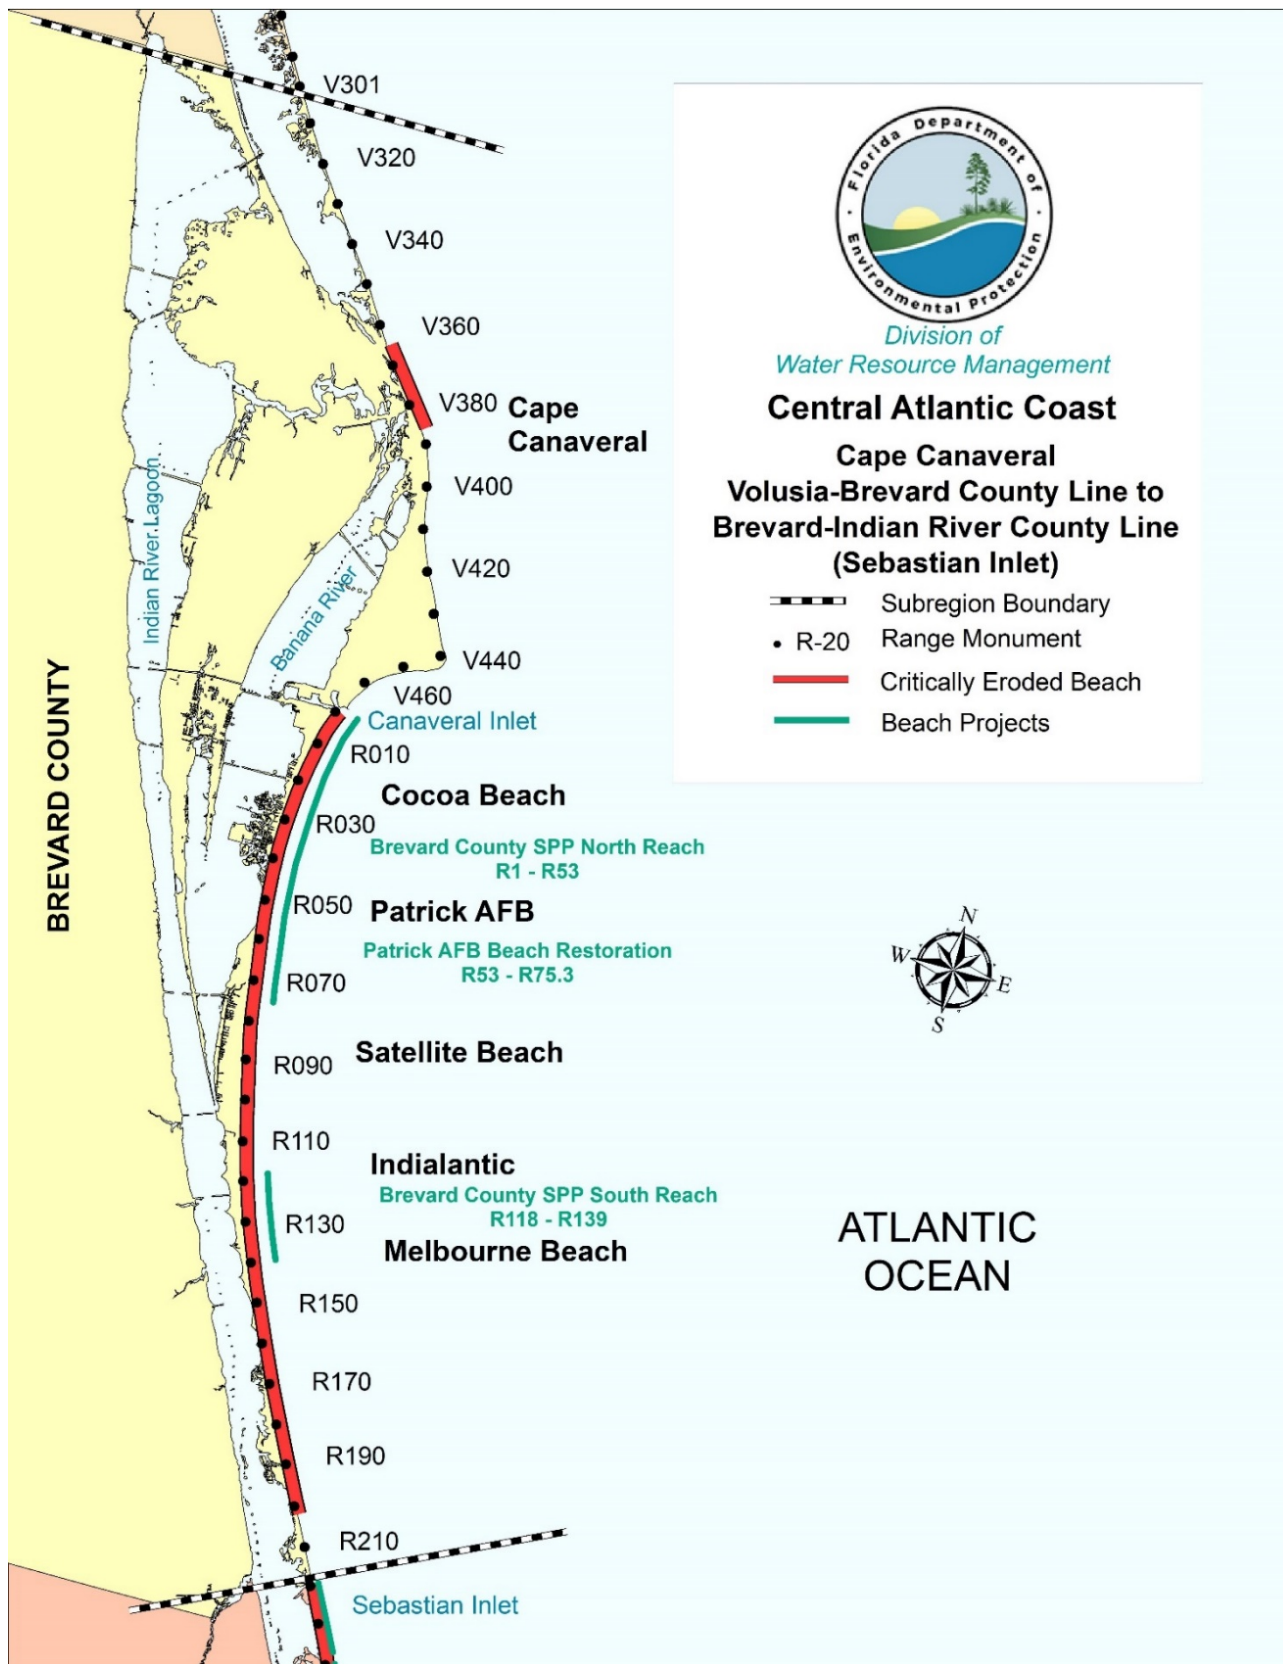 V301
V320
V340
V360
V380
Cape
Canaveral
V400
V420
V440
V460
Canaveral Inlet
R010
Cocoa Beach
R030
Brevard County SPP North Reach
R1 - R53
R050
Patrick AFB
Patrick AFB Beach Restoration
R53 - R75.3
R070
Satellite Beach
R090
R110
Indialantic
Brevard County SPP South Reach
R118 - R139
R130
Melbourne Beach
R150
R170
R190
R210
Sebastian Inlet
BREVARD COUNTY
Indian River Lagoon
Banana River
Florida Department of
Environmental Protection
Division of
Water Resource Management
Central Atlantic Coast
Cape Canaveral
Volusia-Brevard County Line to
Brevard-Indian River County Line
(Sebastian Inlet)
Subregion Boundary
R-20 Range Monument
Critically Eroded Beach
Beach Projects
N
W
E
S
ATLANTIC
OCEAN